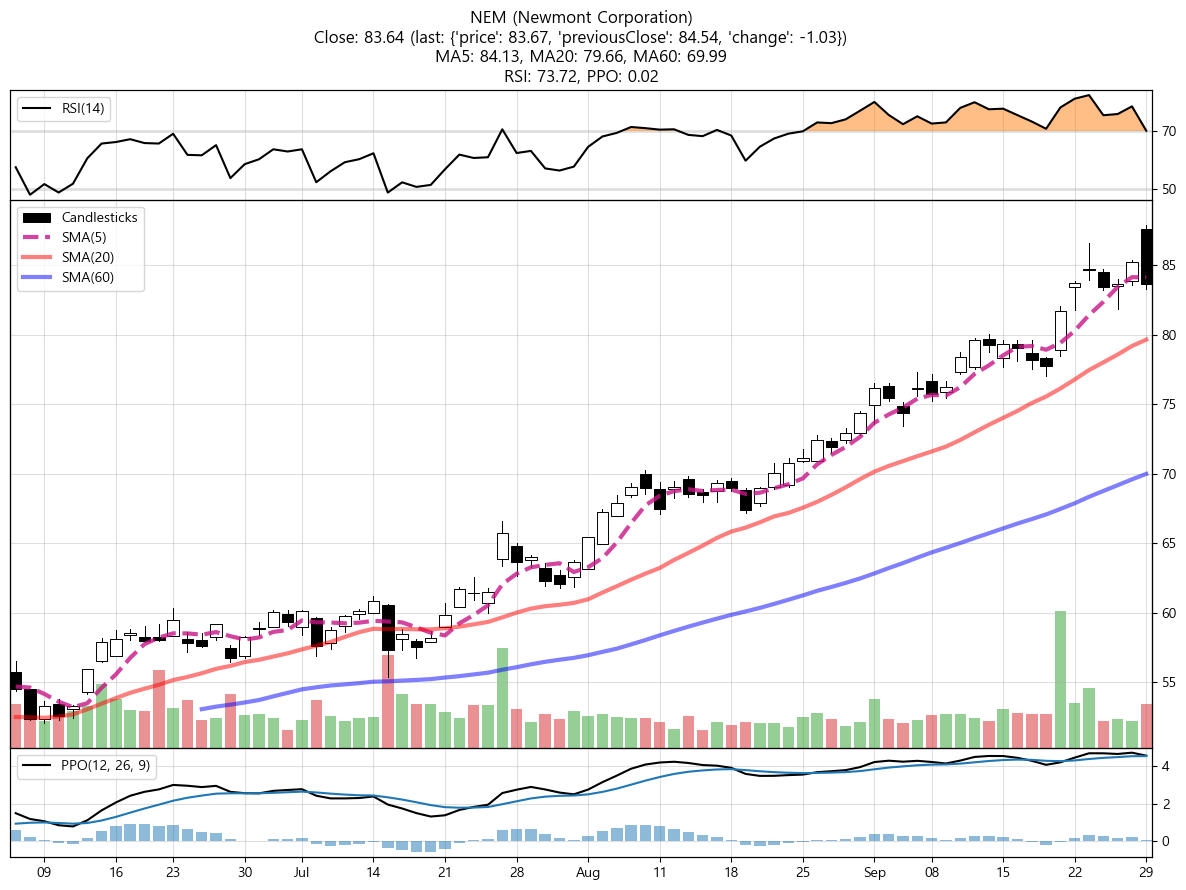 NEM (Newmont Corporation)
Close: 83.64 (last: {'price': 83.67, 'previousClose': 84.54, 'change': -1.03})
MA5: 84.13, MA20: 79.66, MA60: 69.99
RSI: 73.72, PPO: 0.02
RSI(14)
70
50
Candlesticks
SMA(5)
SMA(20)
SMA(60)
85
80
75
70
65
60
55
PPO(12, 26, 9)
4
2
0
09 16 23 30 Jul 14 21 28 Aug 11 18 25 Sep 08 15 22 29